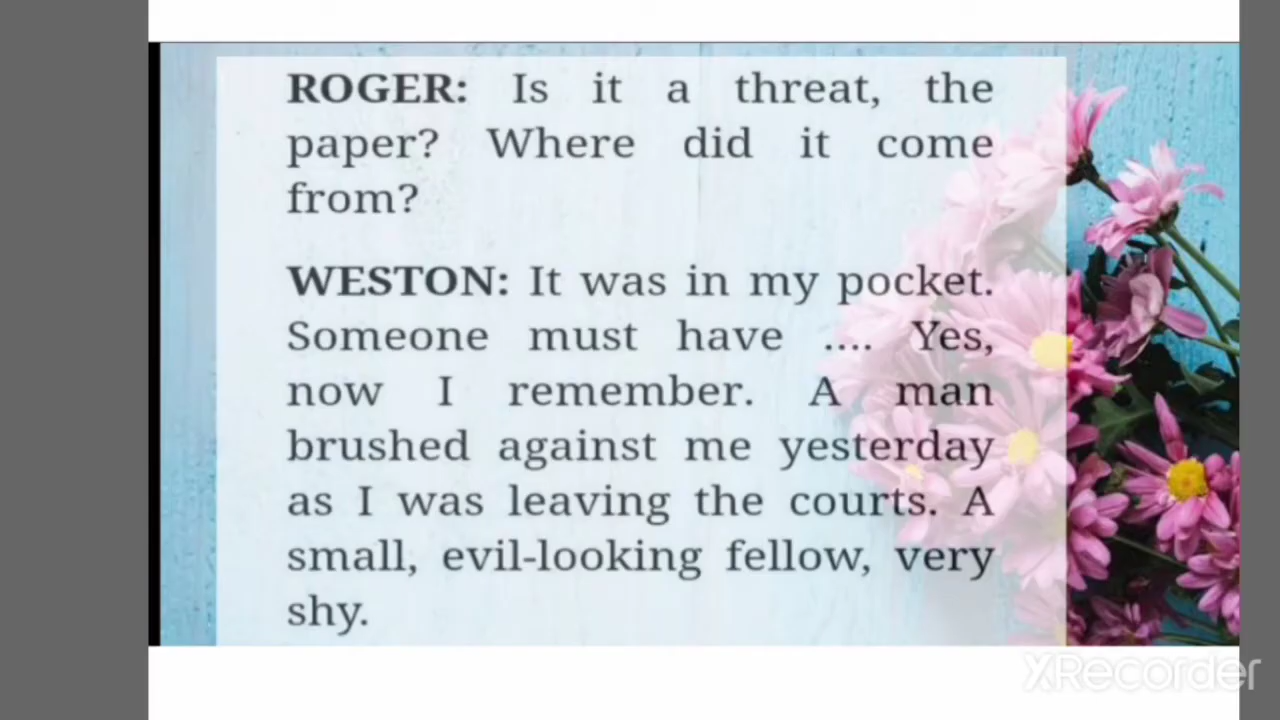 ROGER: Is it a threat, the
paper? Where did it come
from?
WESTON: It was in my pocket.
Someone must have .... Yes,
now I remember. A man
brushed against me yesterday
as I was leaving the courts. A
small, evil-looking fellow, very
shy.
XRecorder